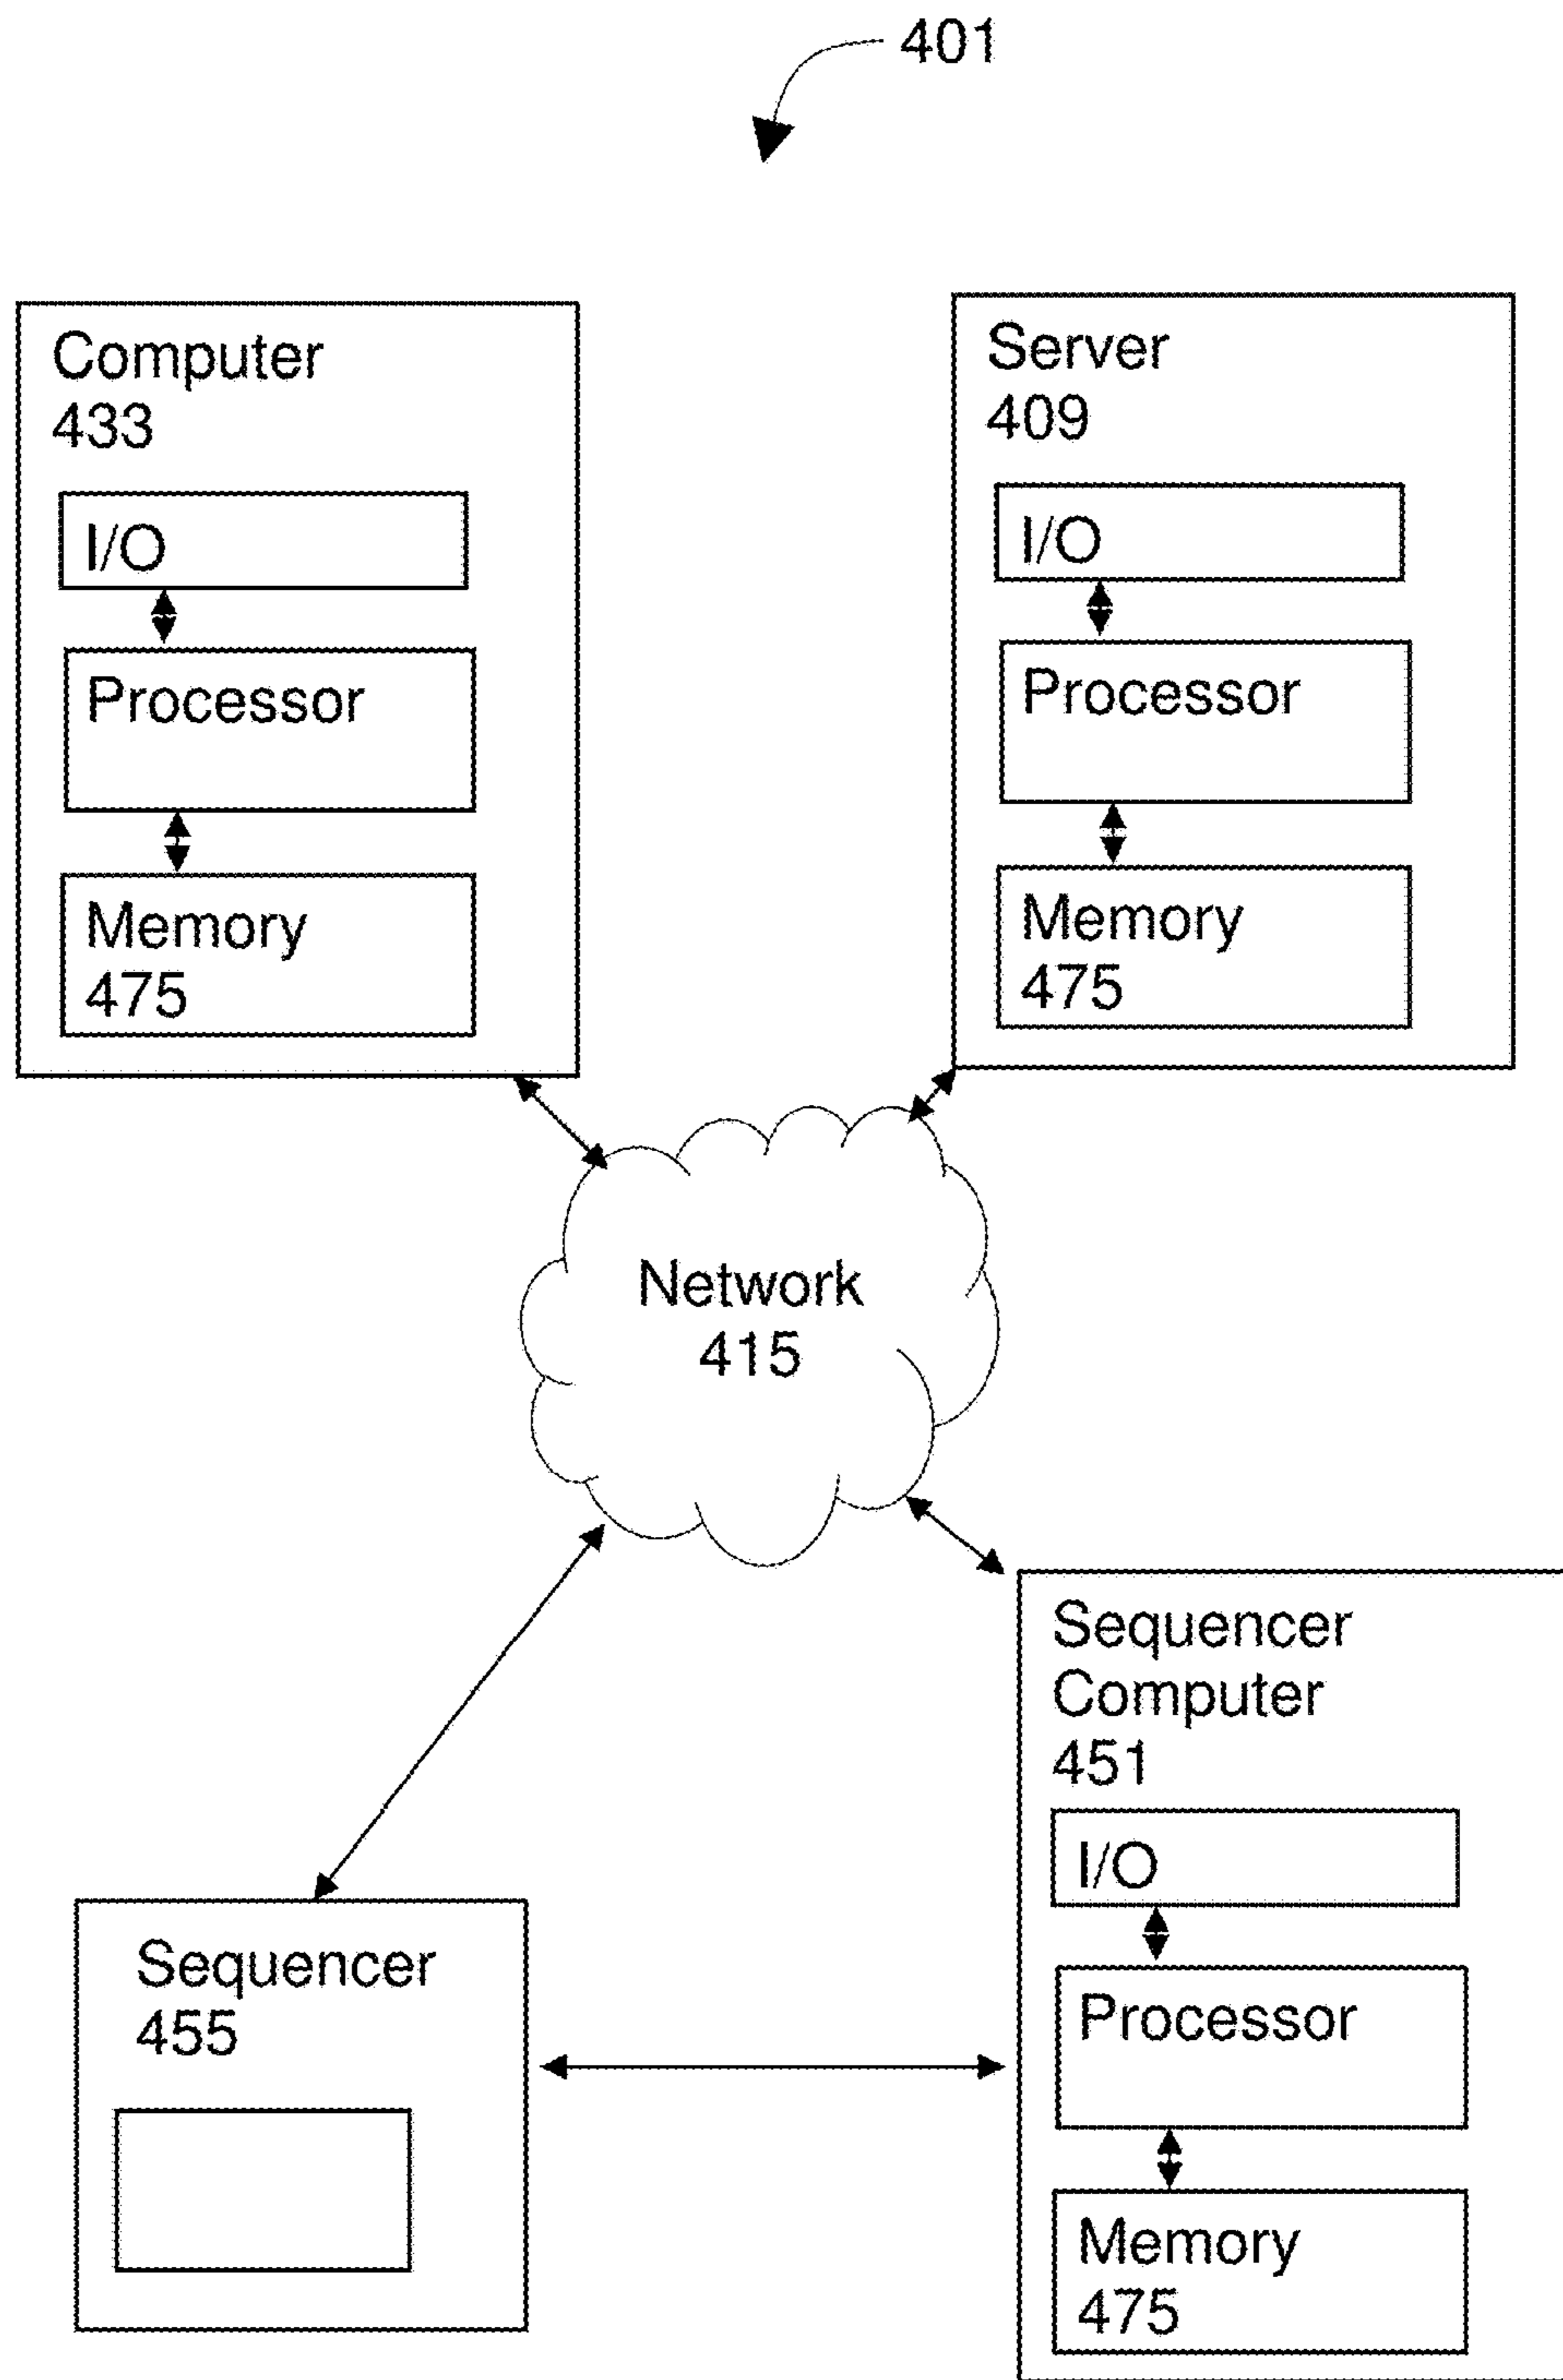 401
Computer
433
I/O
Processor
Memory
475
Server
409
I/O
Processor
Memory
475
Network
415
Sequencer
455
Sequencer
Computer
451
I/O
Processor
Memory
475